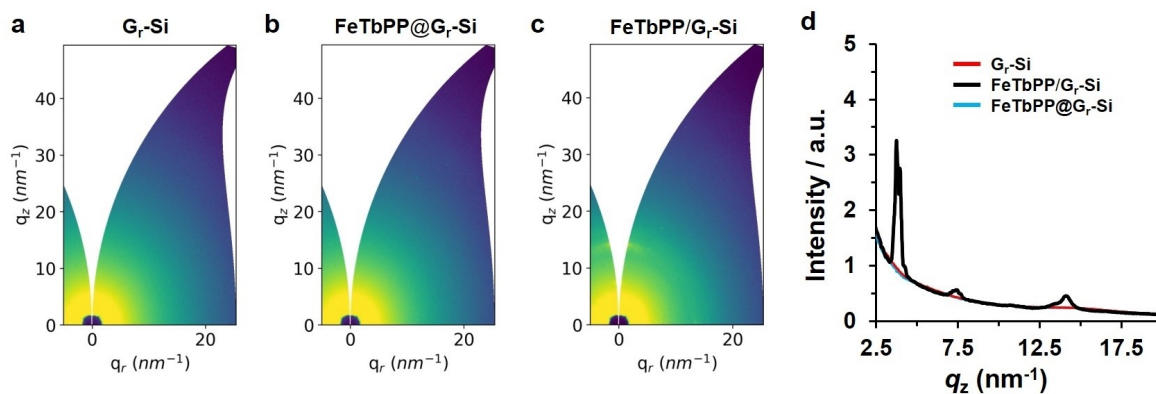 a
Gr-Si
qz (nm⁻¹)
40
30
20
10
0
0
20
qr (nm⁻¹)
b
FeTbPP@Gr-Si
qz (nm⁻¹)
40
30
20
10
0
0
20
qr (nm⁻¹)
c
FeTbPP/Gr-Si
qz (nm⁻¹)
40
30
20
10
0
0
20
qr (nm⁻¹)
d
Intensity / a.u.
5
4
3
2
1
0
Gr-Si
FeTbPP/Gr-Si
FeTbPP@Gr-Si
2.5
7.5
12.5
17.5
qz (nm⁻¹)